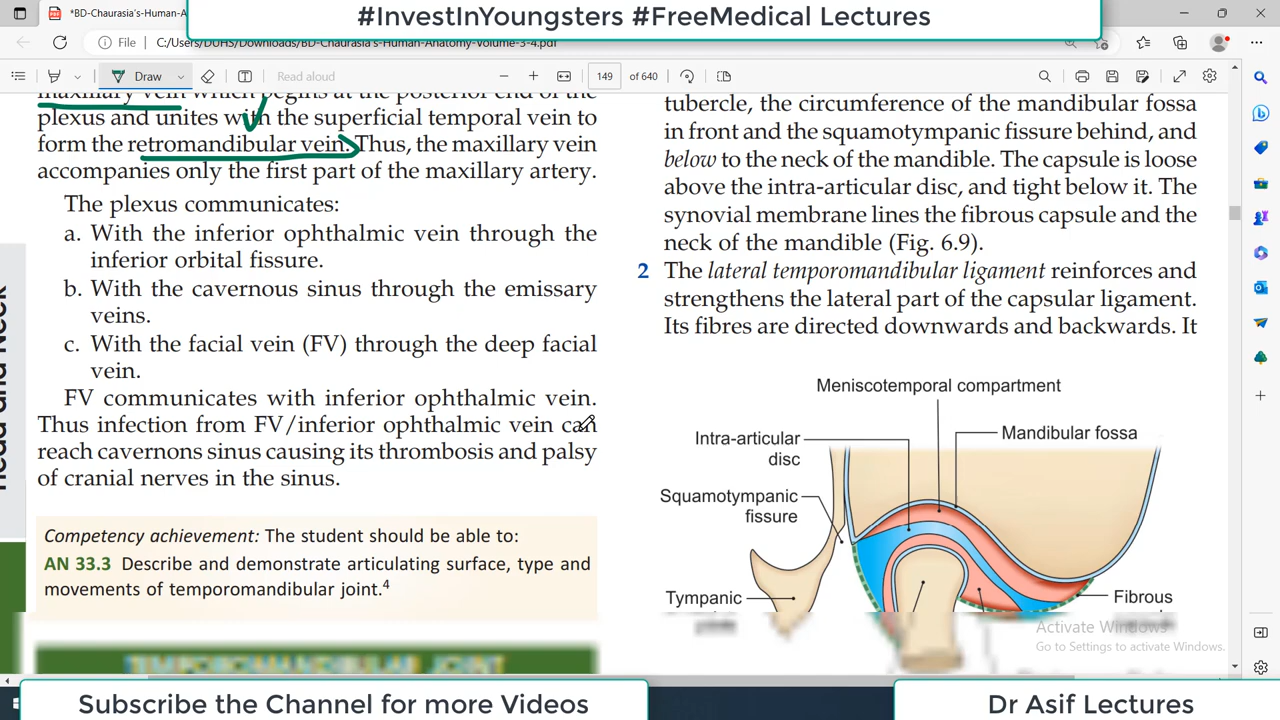 #InvestInYoungsters #FreeMedical Lectures
*BD-Chaurasia's-Human-A
File
C:/Users/DUHS/Downloads/BD-Chaurasia's-Human-Anatomy-Volume-3-4.pdf
Draw
Read aloud
149 of 640
maxillary vein which begins at the posterior end of the
plexus and unites with the superficial temporal vein to
form the retromandibular vein. Thus, the maxillary vein
accompanies only the first part of the maxillary artery.
The plexus communicates:
a. With the inferior ophthalmic vein through the
inferior orbital fissure.
b. With the cavernous sinus through the emissary
veins.
c. With the facial vein (FV) through the deep facial
vein.
FV communicates with inferior ophthalmic vein.
Thus infection from FV/inferior ophthalmic vein can
reach cavernons sinus causing its thrombosis and palsy
of cranial nerves in the sinus.
Competency achievement: The student should be able to:
AN 33.3 Describe and demonstrate articulating surface, type and
movements of temporomandibular joint.4
TEMPOROMANDIBULAR JOINT
Head and Neck
tubercle, the circumference of the mandibular fossa
in front and the squamotympanic fissure behind, and
below to the neck of the mandible. The capsule is loose
above the intra-articular disc, and tight below it. The
synovial membrane lines the fibrous capsule and the
neck of the mandible (Fig. 6.9).
2 The lateral temporomandibular ligament reinforces and
strengthens the lateral part of the capsular ligament.
Its fibres are directed downwards and backwards. It
Meniscotemporal compartment
Intra-articular
disc
Mandibular fossa
Squamotympanic
fissure
Tympanic
Fibrous
Activate Windows
Go to Settings to activate Windows.
Subscribe the Channel for more Videos
Dr Asif Lectures